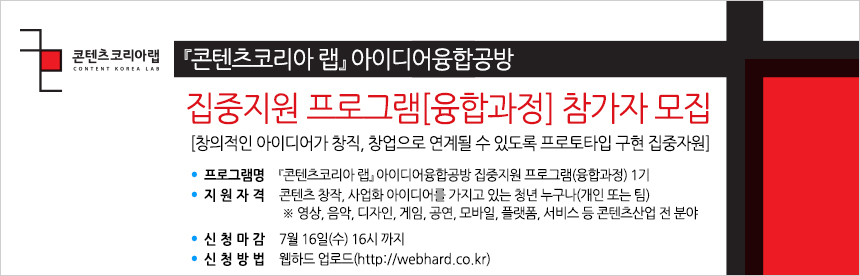 콘텐츠코리아랩
CONTENT KOREA LAB
『콘텐츠코리아 랩』 아이디어융합공방
집중지원 프로그램[융합과정] 참가자 모집
[창의적인 아이디어가 창직, 창업으로 연계될 수 있도록 프로토타입 구현 집중자원]
• 프로그램명 『콘텐츠코리아 랩』 아이디어융합공방 집중지원 프로그램(융합과정) 1기
• 지 원 자 격 콘텐츠 창작, 사업화 아이디어를 가지고 있는 청년 누구나(개인 또는 팀)
※ 영상, 음악, 디자인, 게임, 공연, 모바일, 플랫폼, 서비스 등 콘텐츠산업 전 분야
• 신 청 마 감 7월 16일(수) 16시 까지
• 신 청 방 법 웹하드 업로드(http://webhard.co.kr)